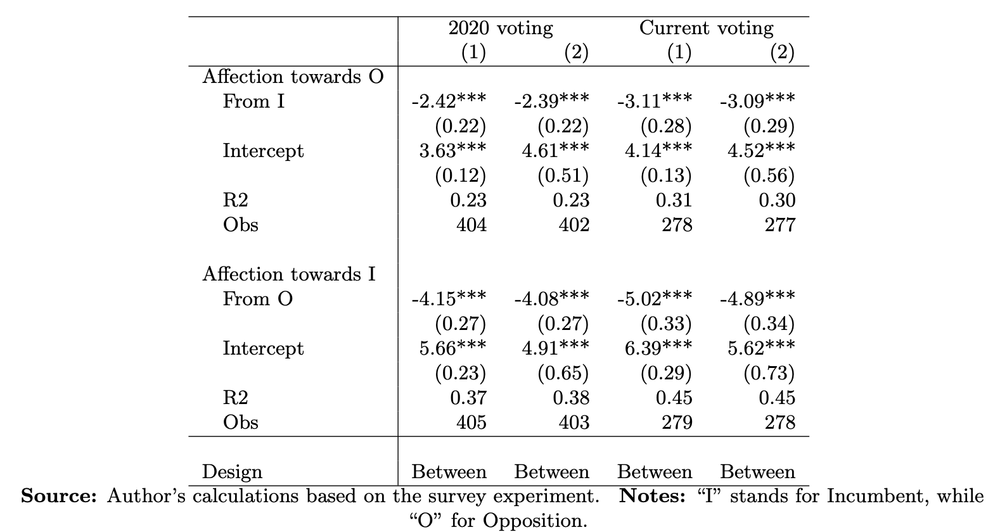 2020 voting Current voting
(1) (2) (1) (2)
Affection towards O
From I -2.42*** -2.39*** -3.11*** -3.09***
(0.22) (0.22) (0.28) (0.29)
Intercept 3.63*** 4.61*** 4.14*** 4.52***
(0.12) (0.51) (0.13) (0.56)
R2 0.23 0.23 0.31 0.30
Obs 404 402 278 277
Affection towards I
From O -4.15*** -4.08*** -5.02*** -4.89***
(0.27) (0.27) (0.33) (0.34)
Intercept 5.66*** 4.91*** 6.39*** 5.62***
(0.23) (0.65) (0.29) (0.73)
R2 0.37 0.38 0.45 0.45
Obs 405 403 279 278
Design Between Between Between Between
Source: Author’s calculations based on the survey experiment. Notes: “I” stands for Incumbent, while
“O” for Opposition.